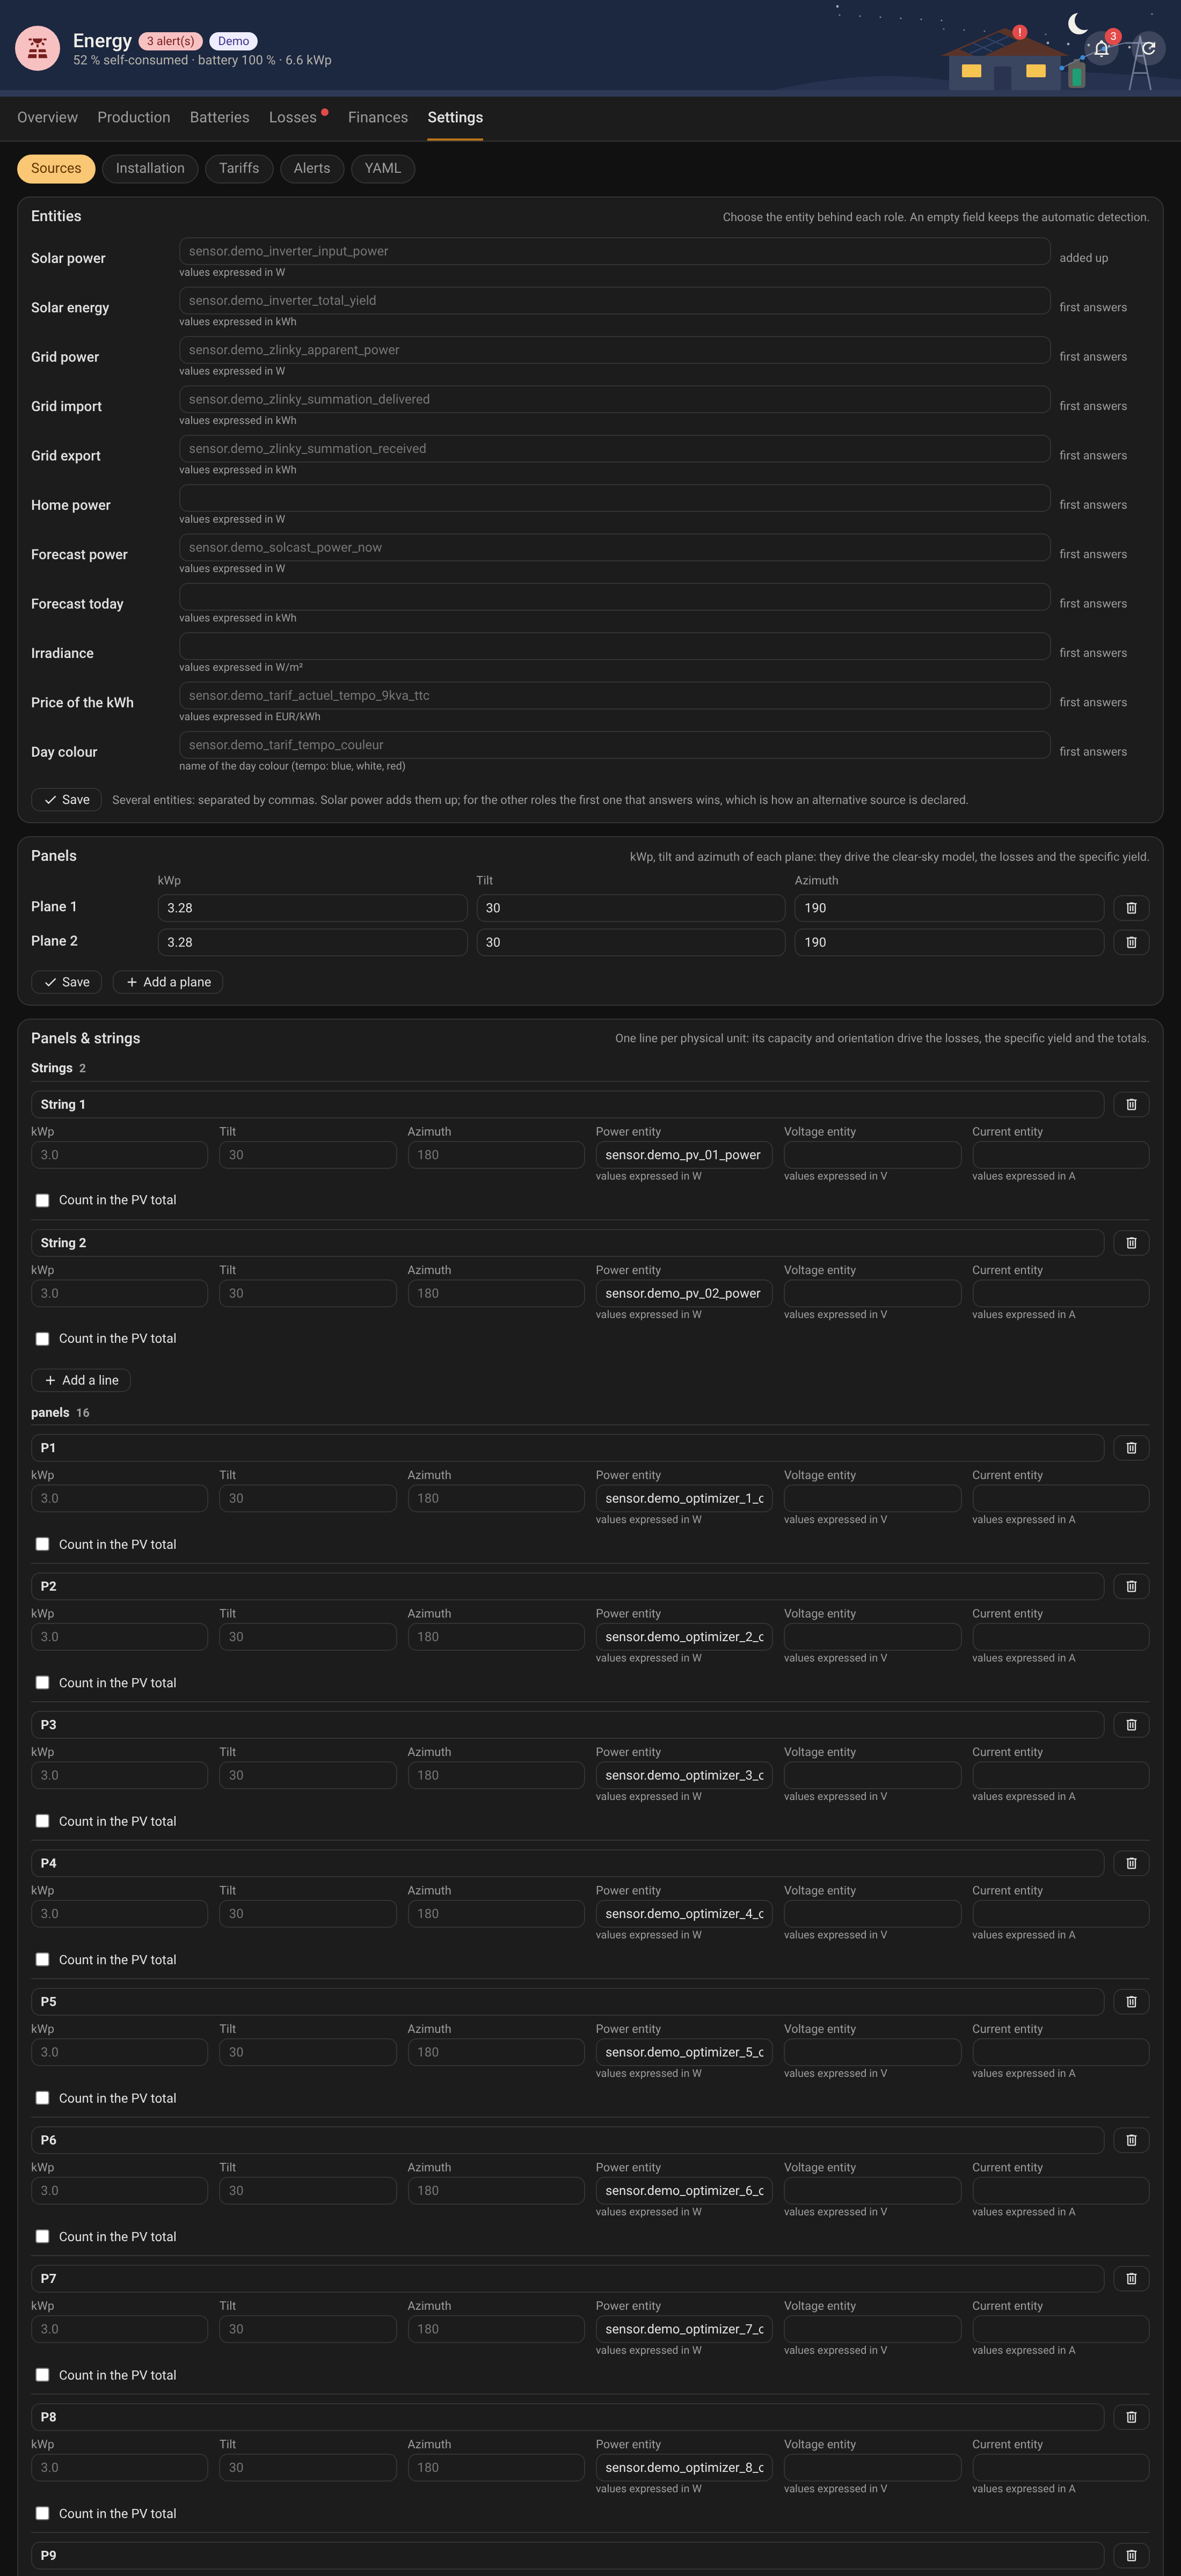 Energy 3 alert(s) Demo
52 % self-consumed · battery 100 % · 6.6 kWp
!
3
Overview Production Batteries Losses Finances Settings
Sources Installation Tariffs Alerts YAML
Entities Choose the entity behind each role. An empty field keeps the automatic detection.
Solar power sensor.demo_inverter_input_power added up
values expressed in W
Solar energy sensor.demo_inverter_total_yield first answers
values expressed in kWh
Grid power sensor.demo_zlinky_apparent_power first answers
values expressed in W
Grid import sensor.demo_zlinky_summation_delivered first answers
values expressed in kWh
Grid export sensor.demo_zlinky_summation_received first answers
values expressed in kWh
Home power first answers
values expressed in W
Forecast power sensor.demo_solcast_power_now first answers
values expressed in W
Forecast today first answers
values expressed in kWh
Irradiance first answers
values expressed in W/m²
Price of the kWh sensor.demo_tarif_actuel_tempo_9kva_ttc first answers
values expressed in EUR/kWh
Day colour sensor.demo_tarif_tempo_couleur first answers
name of the day colour (tempo: blue, white, red)
Save Several entities: separated by commas. Solar power adds them up; for the other roles the first one that answers wins, which is how an alternative source is declared.
Panels kWp, tilt and azimuth of each plane: they drive the clear-sky model, the losses and the specific yield.
kWp Tilt Azimuth
Plane 1 3.28 30 190
Plane 2 3.28 30 190
Save + Add a plane
Panels & strings One line per physical unit: its capacity and orientation drive the losses, the specific yield and the totals.
Strings 2
String 1
kWp Tilt Azimuth Power entity Voltage entity Current entity
3.0 30 180 sensor.demo_pv_01_power
values expressed in W values expressed in V values expressed in A
Count in the PV total
String 2
kWp Tilt Azimuth Power entity Voltage entity Current entity
3.0 30 180 sensor.demo_pv_02_power
values expressed in W values expressed in V values expressed in A
Count in the PV total
+ Add a line
panels 16
P1
kWp Tilt Azimuth Power entity Voltage entity Current entity
3.0 30 180 sensor.demo_optimizer_1_c
values expressed in W values expressed in V values expressed in A
Count in the PV total
P2
kWp Tilt Azimuth Power entity Voltage entity Current entity
3.0 30 180 sensor.demo_optimizer_2_c
values expressed in W values expressed in V values expressed in A
Count in the PV total
P3
kWp Tilt Azimuth Power entity Voltage entity Current entity
3.0 30 180 sensor.demo_optimizer_3_c
values expressed in W values expressed in V values expressed in A
Count in the PV total
P4
kWp Tilt Azimuth Power entity Voltage entity Current entity
3.0 30 180 sensor.demo_optimizer_4_c
values expressed in W values expressed in V values expressed in A
Count in the PV total
P5
kWp Tilt Azimuth Power entity Voltage entity Current entity
3.0 30 180 sensor.demo_optimizer_5_c
values expressed in W values expressed in V values expressed in A
Count in the PV total
P6
kWp Tilt Azimuth Power entity Voltage entity Current entity
3.0 30 180 sensor.demo_optimizer_6_c
values expressed in W values expressed in V values expressed in A
Count in the PV total
P7
kWp Tilt Azimuth Power entity Voltage entity Current entity
3.0 30 180 sensor.demo_optimizer_7_c
values expressed in W values expressed in V values expressed in A
Count in the PV total
P8
kWp Tilt Azimuth Power entity Voltage entity Current entity
3.0 30 180 sensor.demo_optimizer_8_c
values expressed in W values expressed in V values expressed in A
Count in the PV total
P9